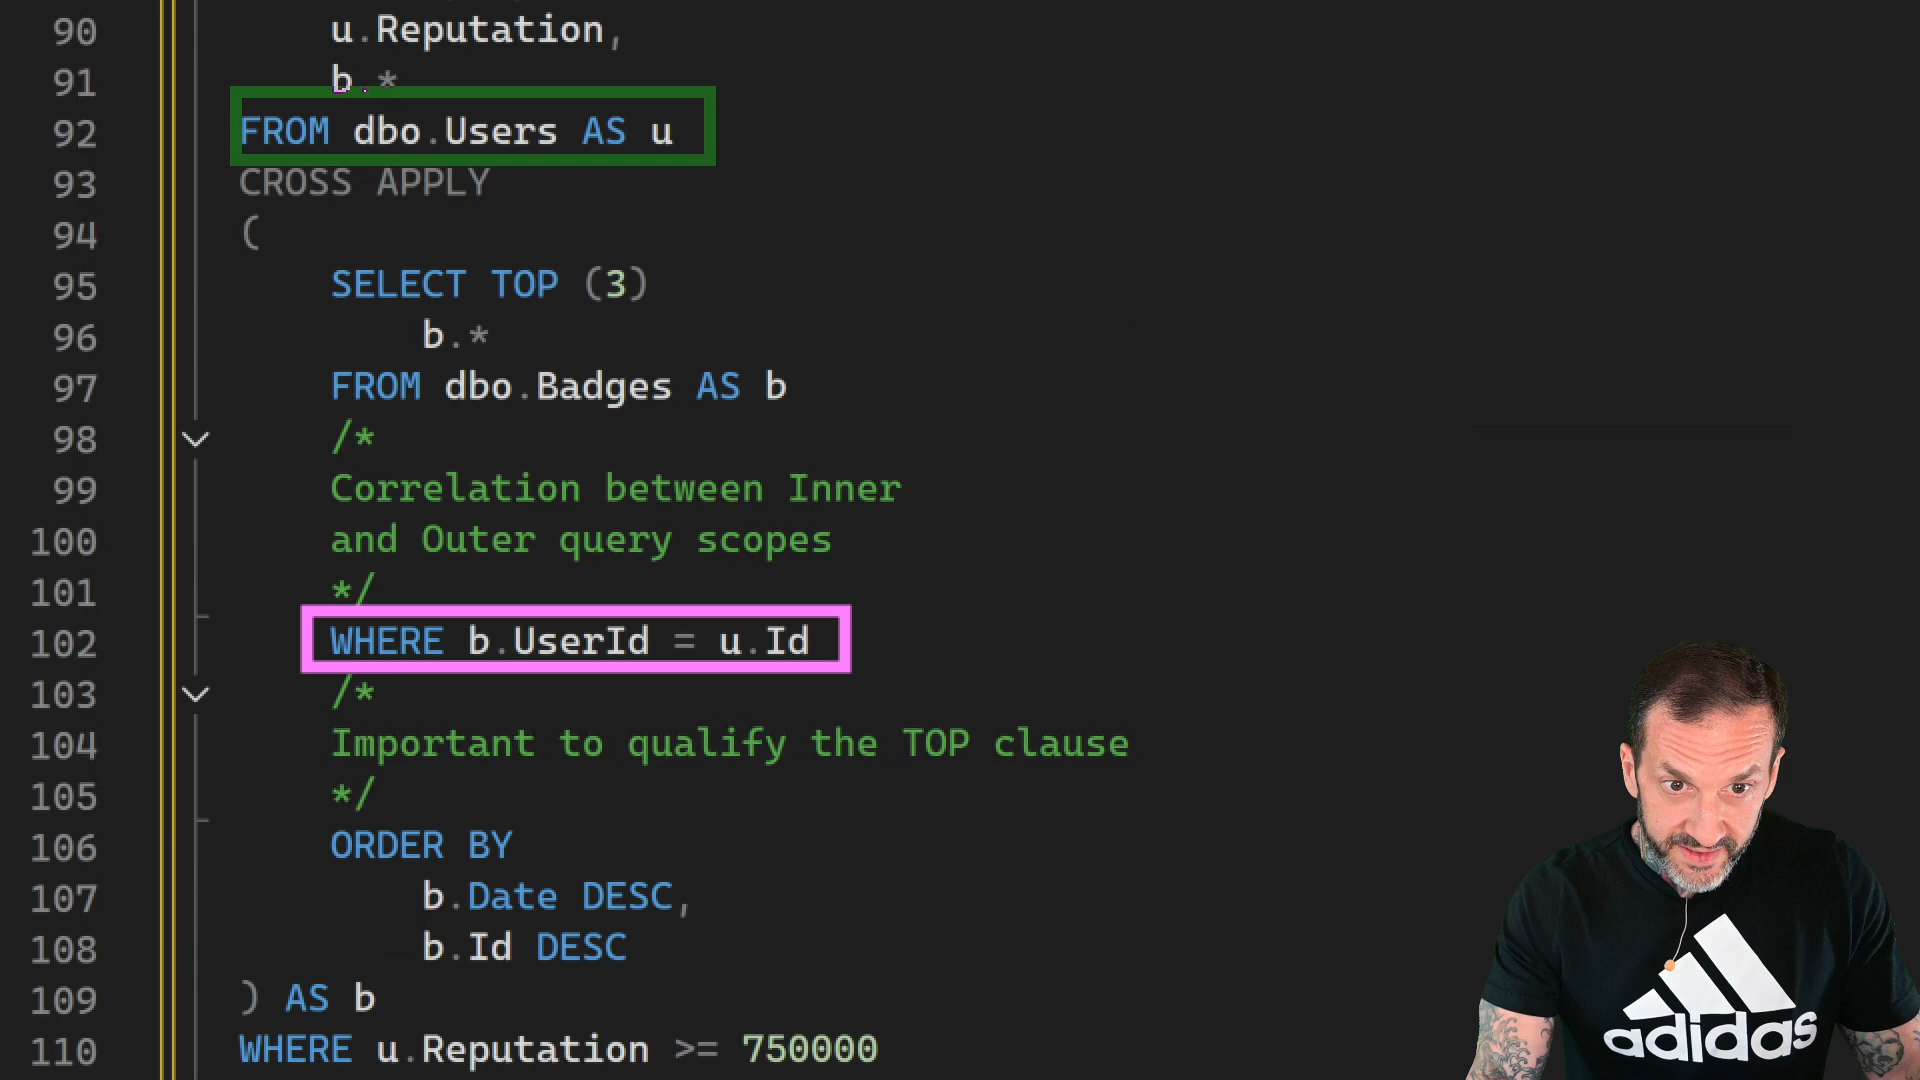 90 u.Reputation,
91 b.*
92 FROM dbo.Users AS u
93 CROSS APPLY
94 (
95 SELECT TOP (3)
96 b.*
97 FROM dbo.Badges AS b
98 /*
99 Correlation between Inner
100 and Outer query scopes
101 */
102 WHERE b.UserId = u.Id
103 /*
104 Important to qualify the TOP clause
105 */
106 ORDER BY
107 b.Date DESC,
108 b.Id DESC
109 ) AS b
110 WHERE u.Reputation >= 750000
adidas